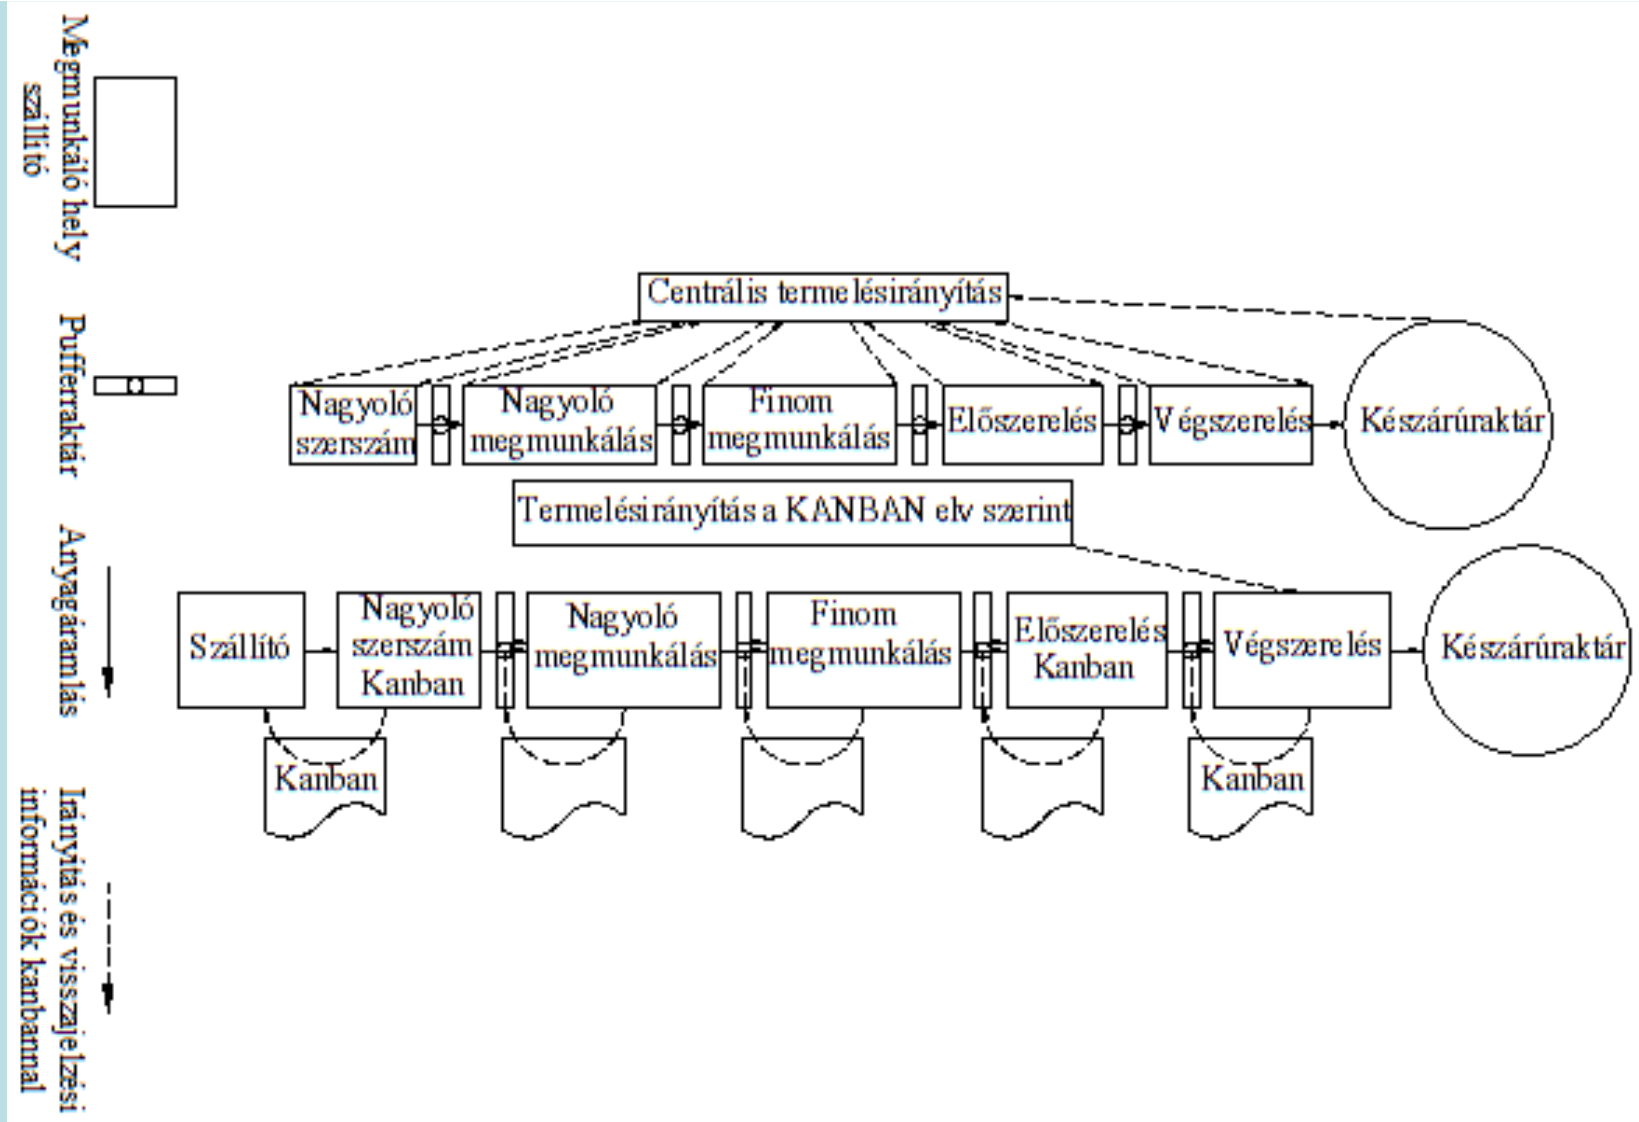 Megmunkáló hely
szállító
Pufferraktár
Anyagáramlás
Irányítás és visszajelzési
információk kanbannal
Centrális termelésirányítás
Nagyoló
szerszám
Nagyoló
megmunkálás
Finom
megmunkálás
Előszerelés
Végszerelés
Készárúraktár
Termelésirányítás a KANBAN elv szerint
Szállító
Nagyoló
szerszám
Kanban
Nagyoló
megmunkálás
Finom
megmunkálás
Előszerelés
Kanban
Végszerelés
Készárúraktár
Kanban
Kanban